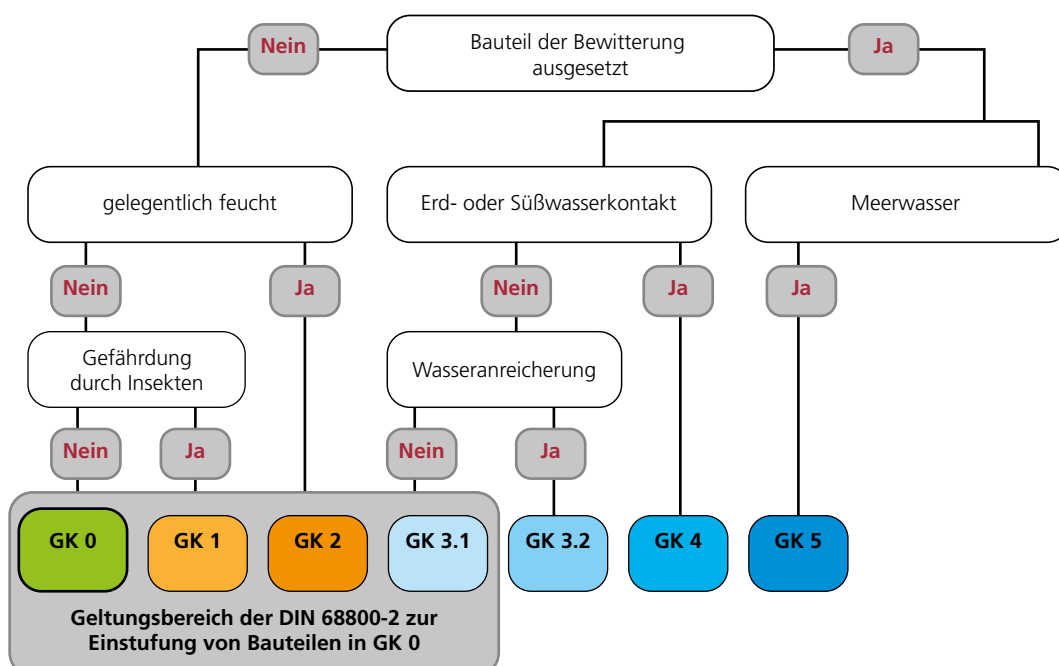 Nein
Bauteil der Bewitterung
ausgesetzt
Ja
gelegentlich feucht
Erd- oder Süßwasserkontakt
Meerwasser
Nein
Ja
Nein
Ja
Ja
Gefährdung
durch Insekten
Wasseranreicherung
Nein
Ja
Nein
Ja
GK 0
GK 1
GK 2
GK 3.1
GK 3.2
GK 4
GK 5
Geltungsbereich der DIN 68800-2 zur
Einstufung von Bauteilen in GK 0